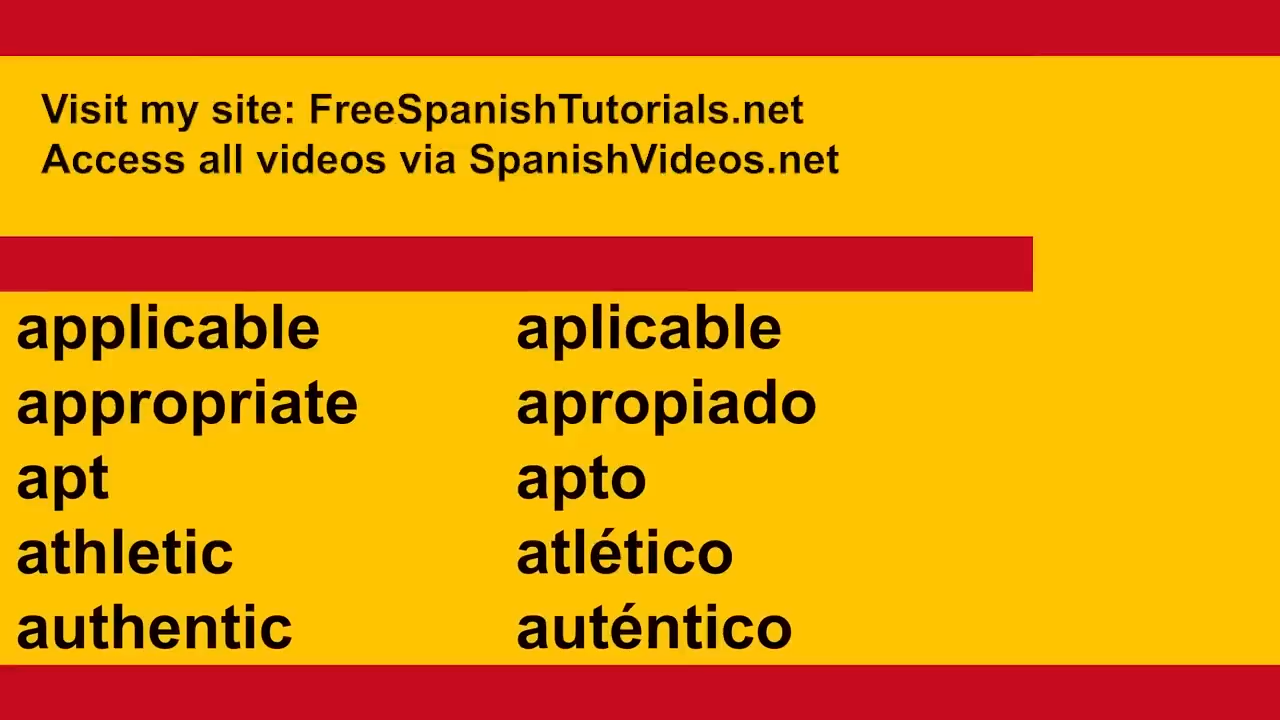 Visit my site: FreeSpanishTutorials.net
Access all videos via SpanishVideos.net
applicable aplicable
appropriate apropiado
apt apto
athletic atlético
authentic auténtico